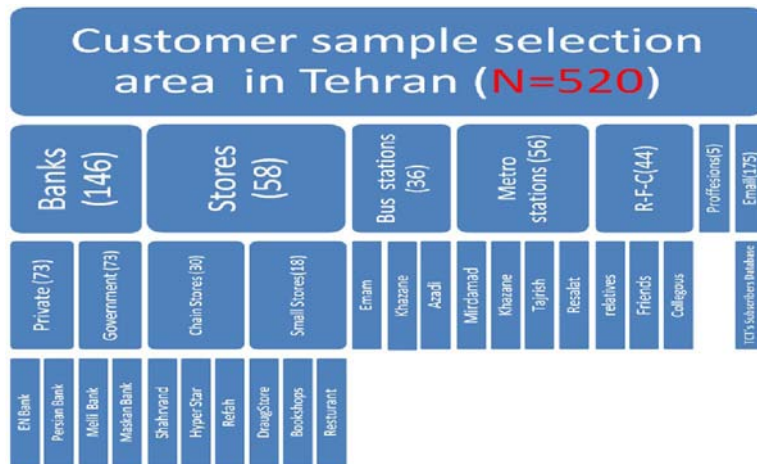 Customer sample selection
area in Tehran (N=520)
Banks
(146)
Stores
(58)
Bus stations
(36)
Metro
stations (56)
R-F-C(44)
Proffesions(5)
Email(175)
Private (73)
Government (73)
Chain Stores (30)
Small Stores(18)
Emam
Khazane
Azadi
Mirdamad
Khazane
Tajrish
Resalat
relatives
Friends
Collegous
TCT's Subscribers Database
EN Bank
Persian Bank
Melli Bank
Maskan Bank
Shahrvand
Hyper Star
Refah
DraugStore
Bookshops
Resturant